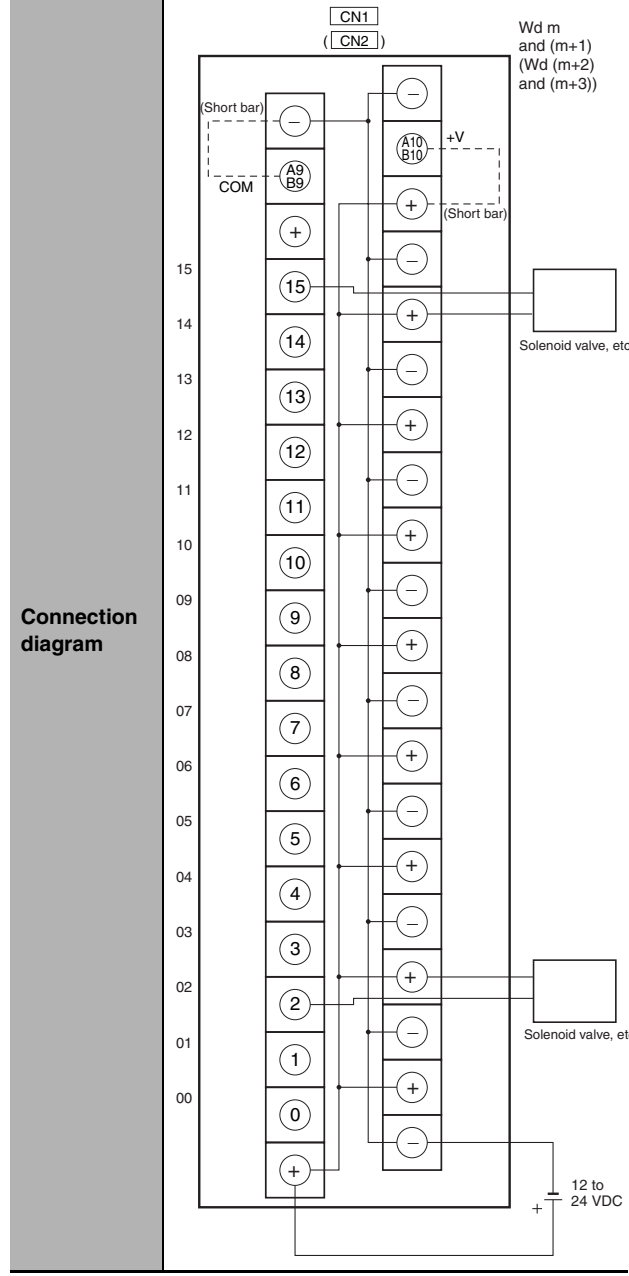 CN1
( CN2 )
Wd m
and (m+1)
(Wd (m+2)
and (m+3))
Connection
diagram
(Short bar)
−
A9
B9
COM
+
15
15
14
14
13
13
12
12
11
11
10
10
09
9
08
8
07
7
06
6
05
5
04
4
03
3
02
2
01
1
00
0
+
−
A10
B10
+V
+
(Short bar)
−
+
−
+
−
+
−
+
−
+
−
+
−
+
−
+
−
Solenoid valve, etc
Solenoid valve, et
12 to
24 VDC
+